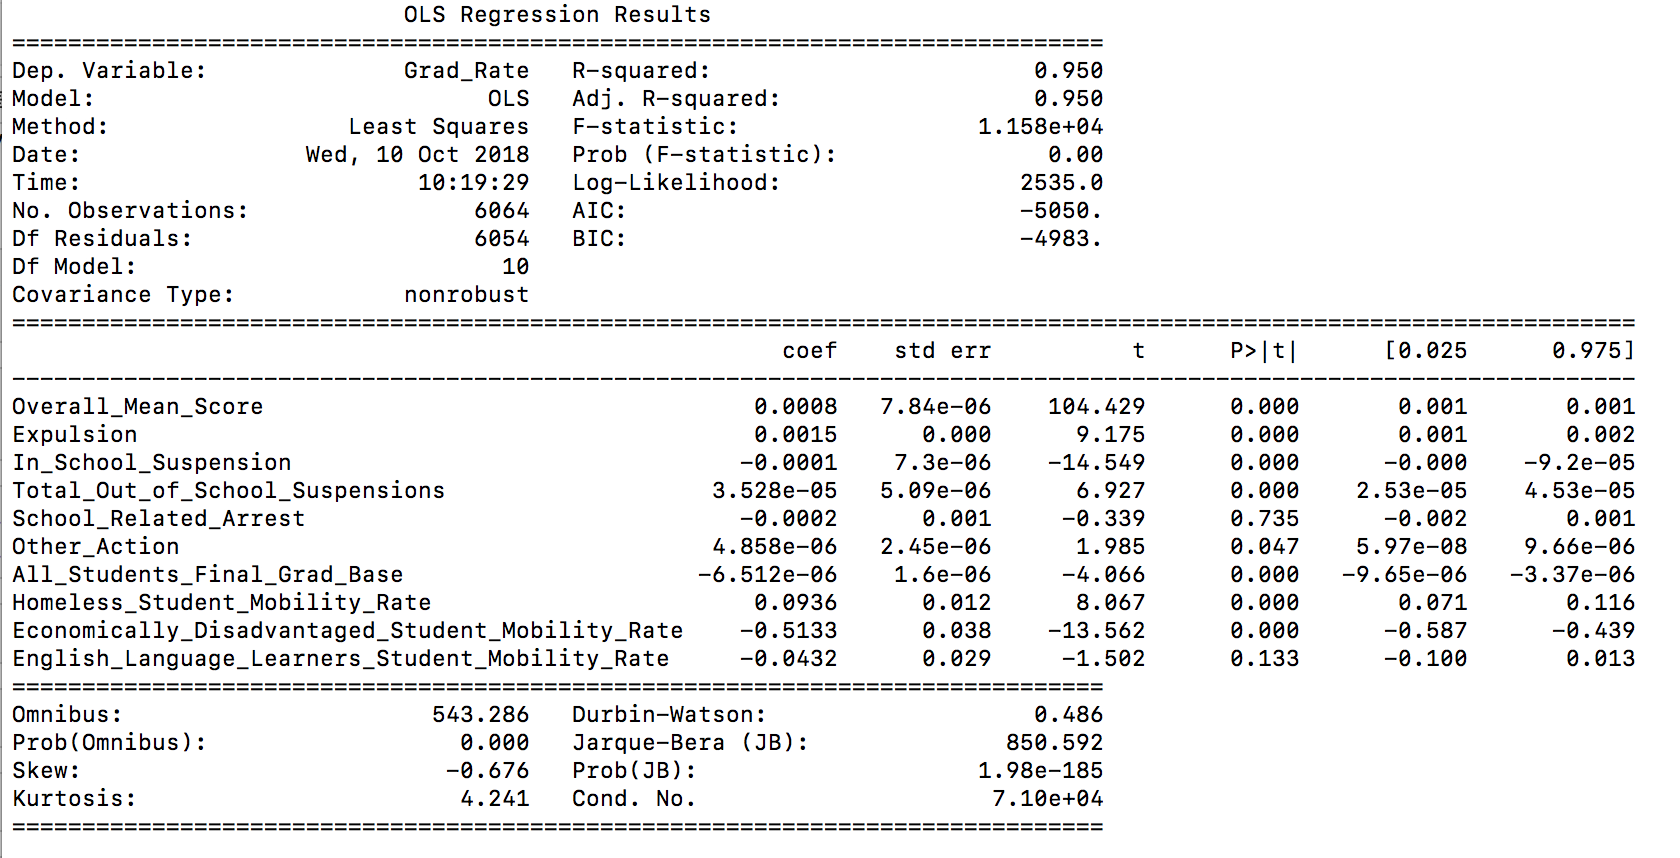 OLS Regression Results
==============================================================================
Dep. Variable:              Grad_Rate   R-squared:                       0.950
Model:                            OLS   Adj. R-squared:                  0.950
Method:                 Least Squares   F-statistic:                 1.158e+04
Date:                Wed, 10 Oct 2018   Prob (F-statistic):               0.00
Time:                        10:19:29   Log-Likelihood:                 2535.0
No. Observations:                6064   AIC:                            -5050.
Df Residuals:                    6054   BIC:                            -4983.
Df Model:                          10
Covariance Type:            nonrobust
====================================================================================================================
coef    std err          t      P>|t|      [0.025      0.975]
--------------------------------------------------------------------------------------------------------------------
Overall_Mean_Score                                   0.0008   7.84e-06    104.429      0.000       0.001       0.001
Expulsion                                            0.0015      0.000      9.175      0.000       0.001       0.002
In_School_Suspension                                -0.0001    7.3e-06    -14.549      0.000      -0.000    -9.2e-05
Total_Out_of_School_Suspensions                   3.528e-05   5.09e-06      6.927      0.000    2.53e-05    4.53e-05
School_Related_Arrest                               -0.0002      0.001     -0.339      0.735      -0.002       0.001
Other_Action                                      4.858e-06   2.45e-06      1.985      0.047    5.97e-08    9.66e-06
All_Students_Final_Grad_Base                     -6.512e-06    1.6e-06     -4.066      0.000   -9.65e-06   -3.37e-06
Homeless_Student_Mobility_Rate                       0.0936      0.012      8.067      0.000       0.071       0.116
Economically_Disadvantaged_Student_Mobility_Rate    -0.5133      0.038    -13.562      0.000      -0.587      -0.439
English_Language_Learners_Student_Mobility_Rate     -0.0432      0.029     -1.502      0.133      -0.100       0.013
==============================================================================
Omnibus:                      543.286   Durbin-Watson:                   0.486
Prob(Omnibus):                  0.000   Jarque-Bera (JB):              850.592
Skew:                          -0.676   Prob(JB):                    1.98e-185
Kurtosis:                       4.241   Cond. No.                     7.10e+04
==============================================================================